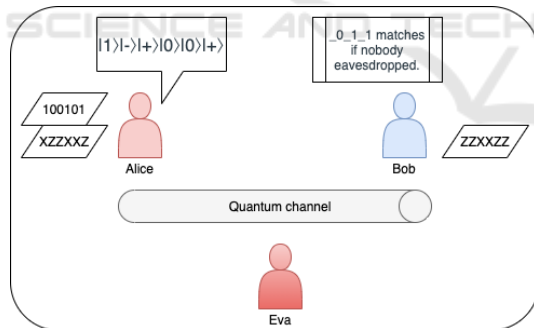 SCIENCE AND TECH
|1⟩|-⟩|+⟩|0⟩|0⟩|+⟩
_0_1_1 matches
if nobody
eavesdropped.
100101
XZZXXZ
ZZXXZZ
Alice
Bob
Quantum channel
Eva